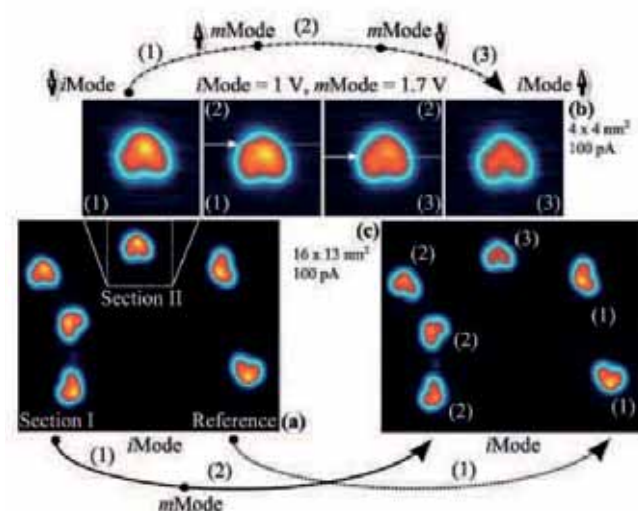 (2)
mMode mMode
(1) (3)
iMode iMode = 1 V, mMode = 1.7 V iMode
(b)
4 x 4 nm²
100 pA
(2) (2)
(1) (1) (3) (3)
(c)
16 x 13 nm²
100 pA
Section II
(2) (3)
(1)
(2)
(2) (1)
Section I Reference (a)
iMode iMode
(1) (2) (1)
mMode